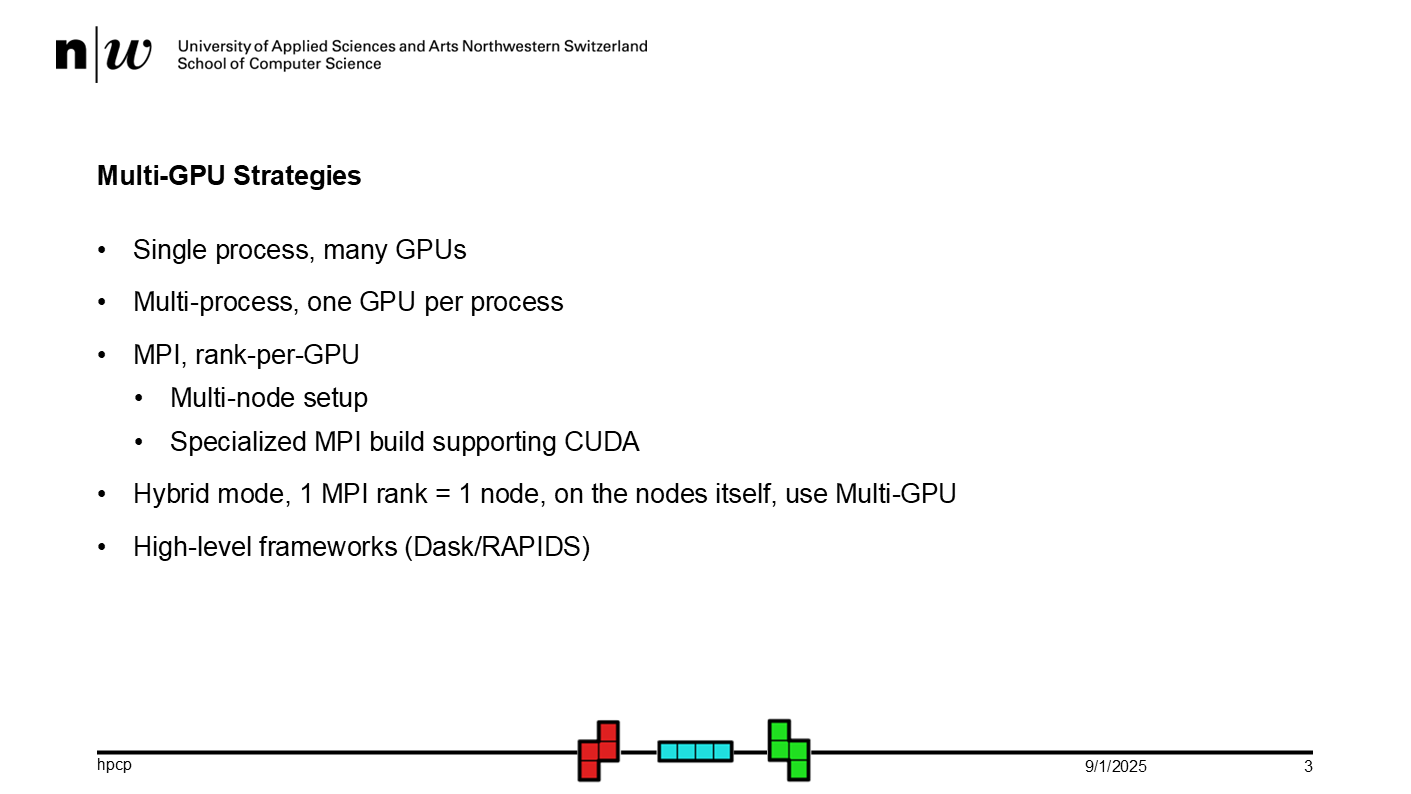 n|w University of Applied Sciences and Arts Northwestern Switzerland
School of Computer Science
Multi-GPU Strategies
• Single process, many GPUs
• Multi-process, one GPU per process
• MPI, rank-per-GPU
• Multi-node setup
• Specialized MPI build supporting CUDA
• Hybrid mode, 1 MPI rank = 1 node, on the nodes itself, use Multi-GPU
• High-level frameworks (Dask/RAPIDS)
hpcp 9/1/2025 3